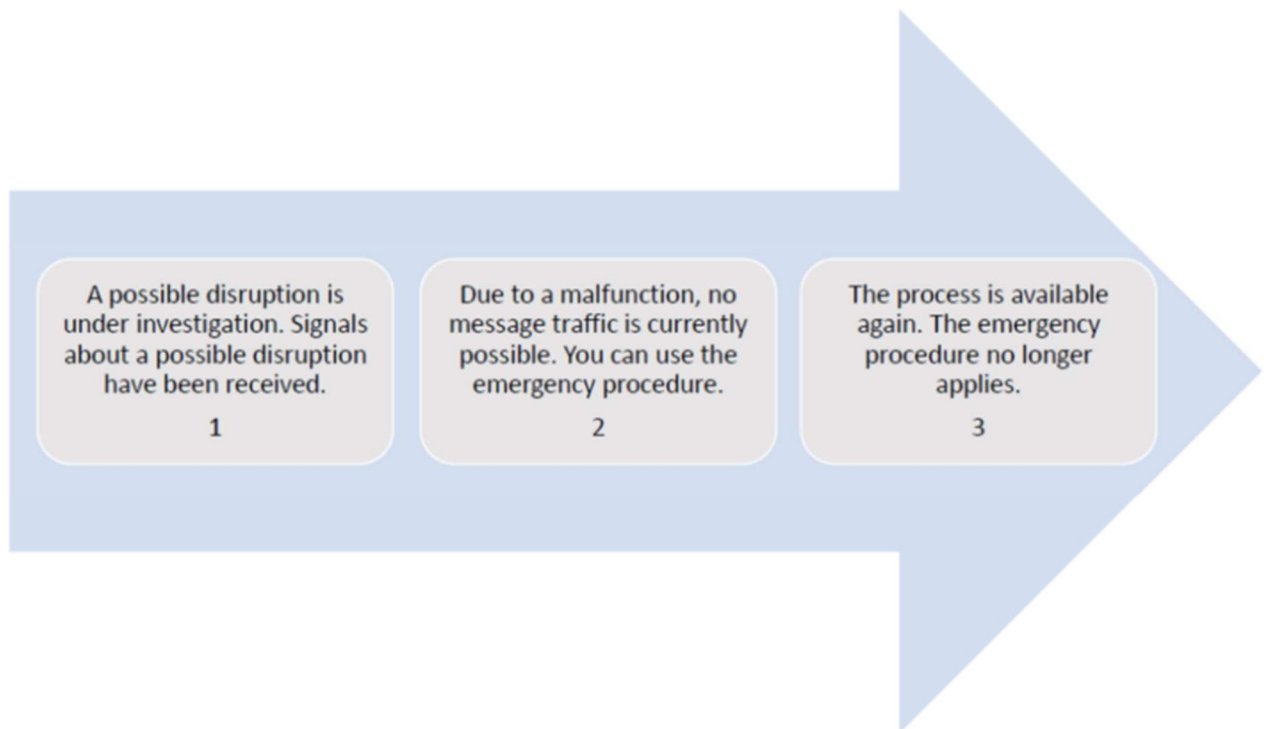 A possible disruption is
under investigation. Signals
about a possible disruption
have been received.
1
Due to a malfunction, no
message traffic is currently
possible. You can use the
emergency procedure.
2
The process is available
again. The emergency
procedure no longer
applies.
3